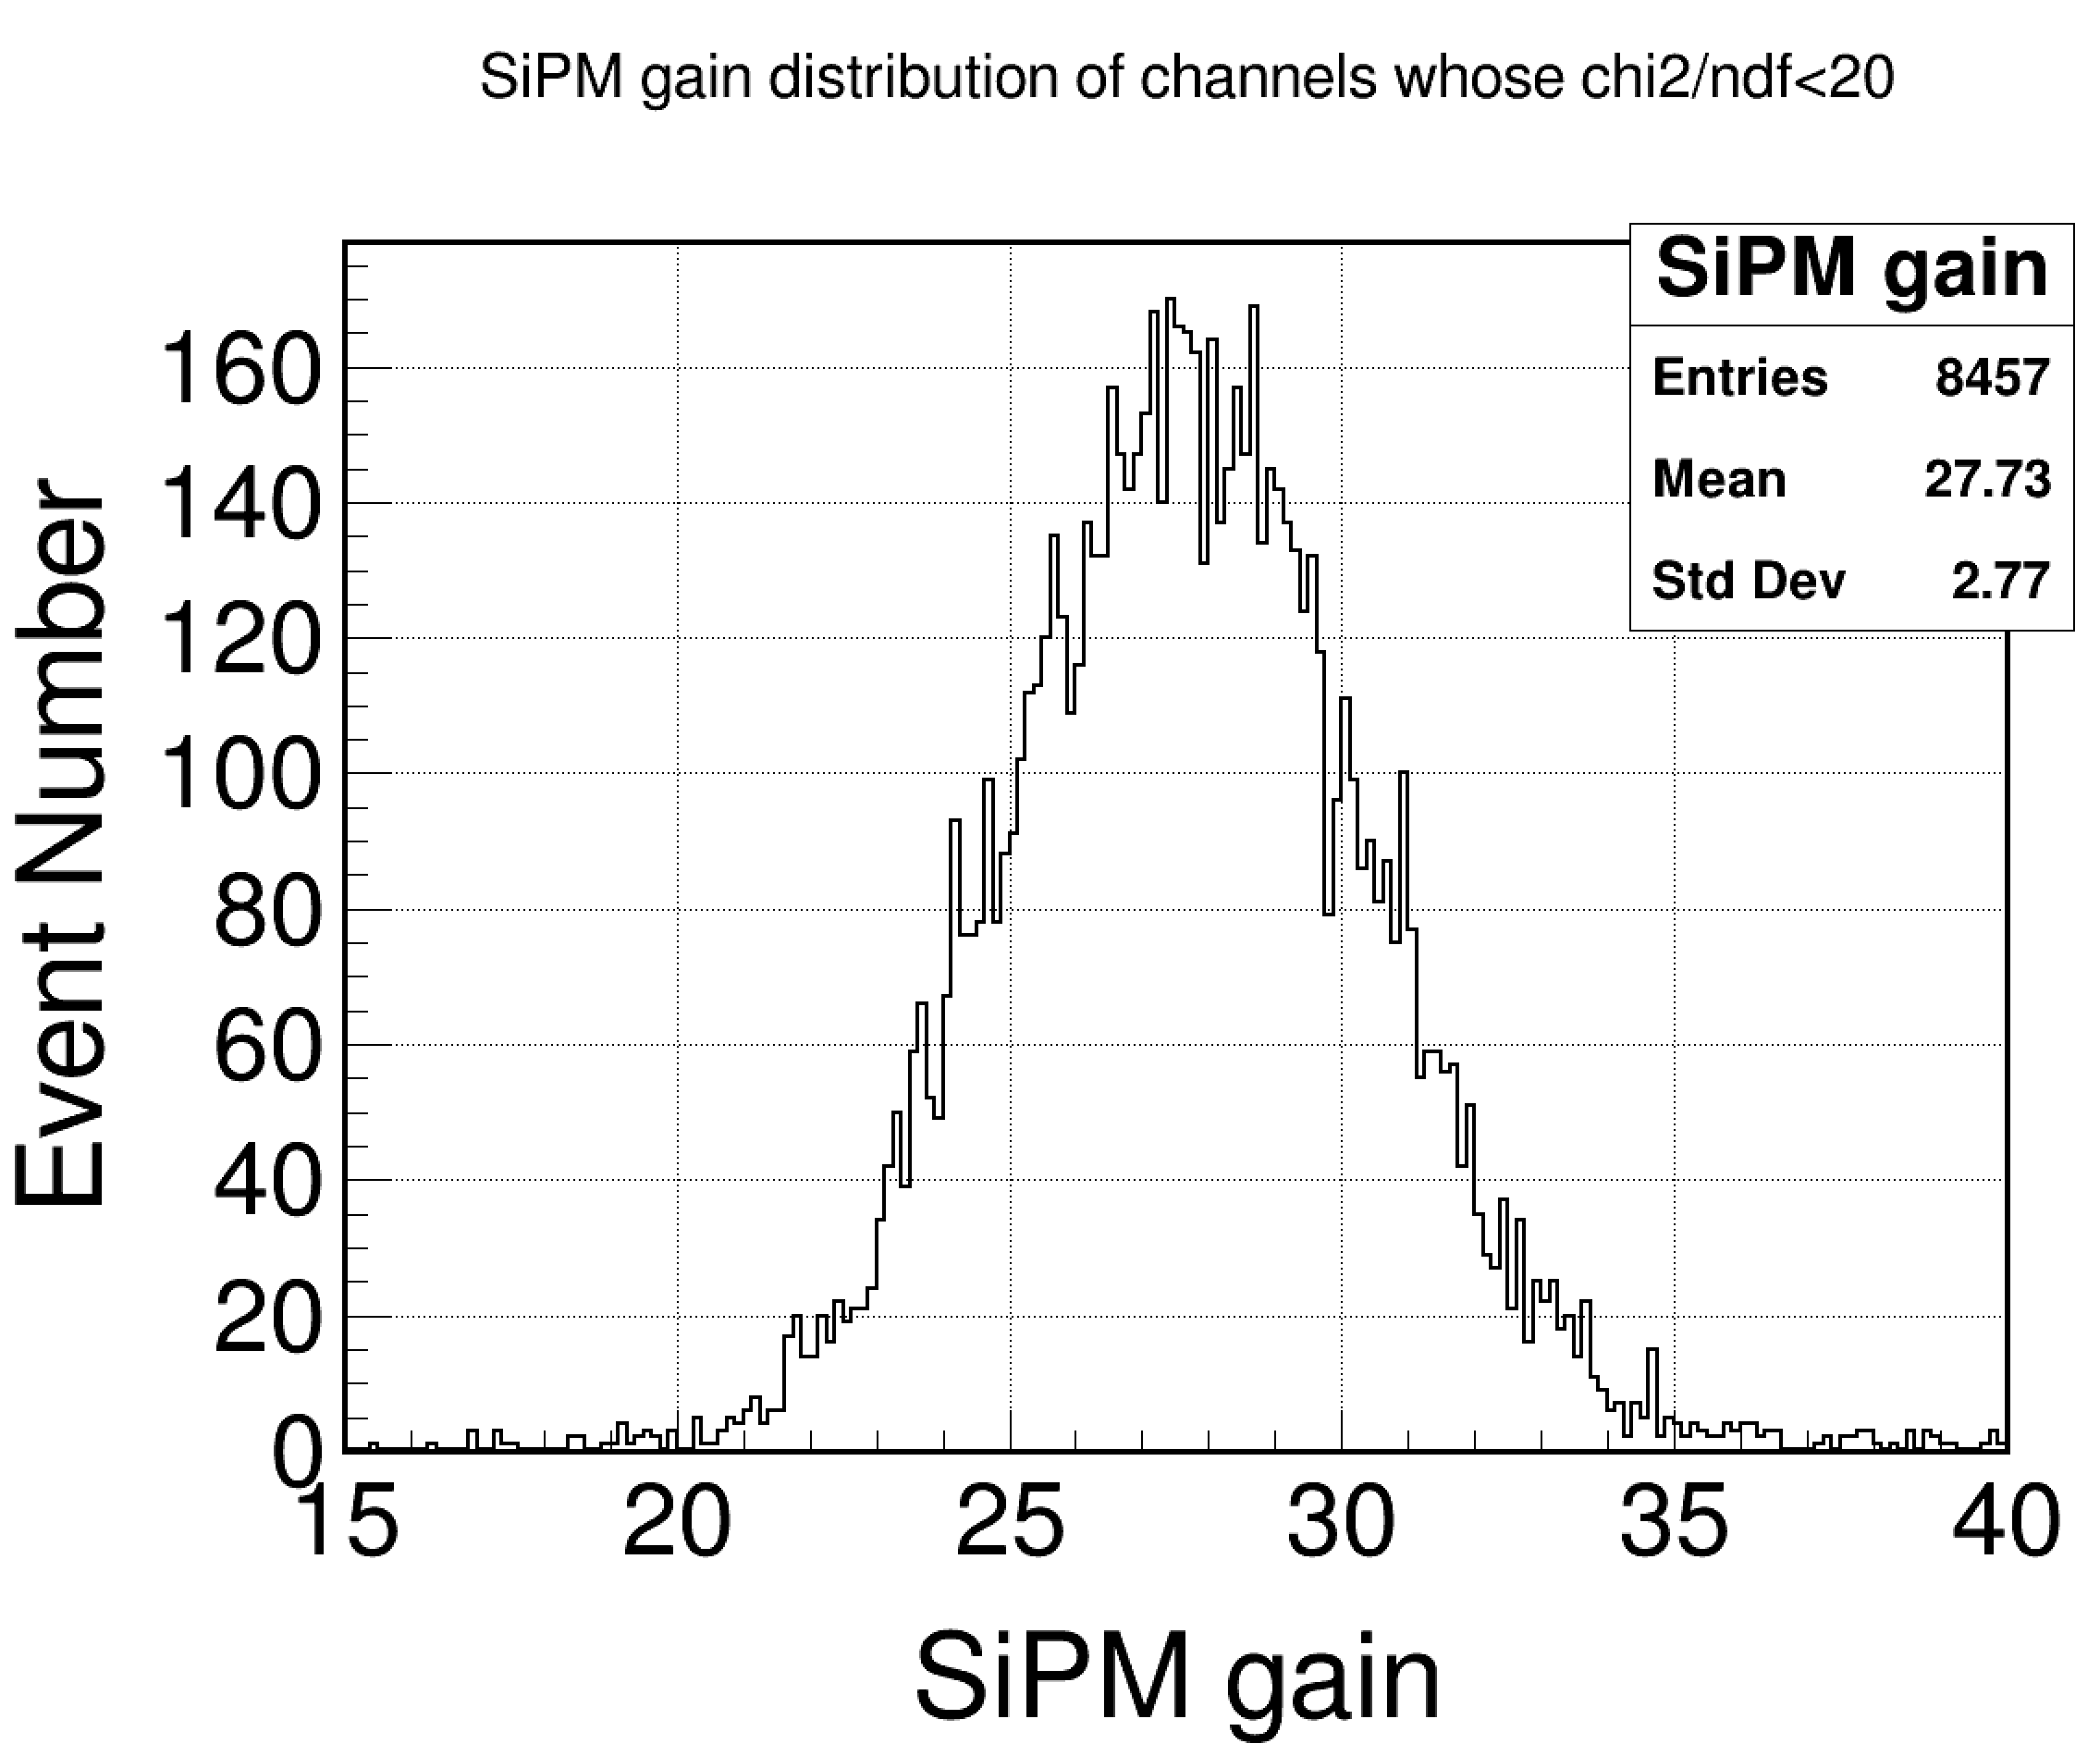 SiPM gain distribution of channels whose chi2/ndf<20
SiPM gain
Entries 8457
Mean 27.73
Std Dev 2.77
Event Number
160
140
120
100
80
60
40
20
0
15 20 25 30 35 40
SiPM gain